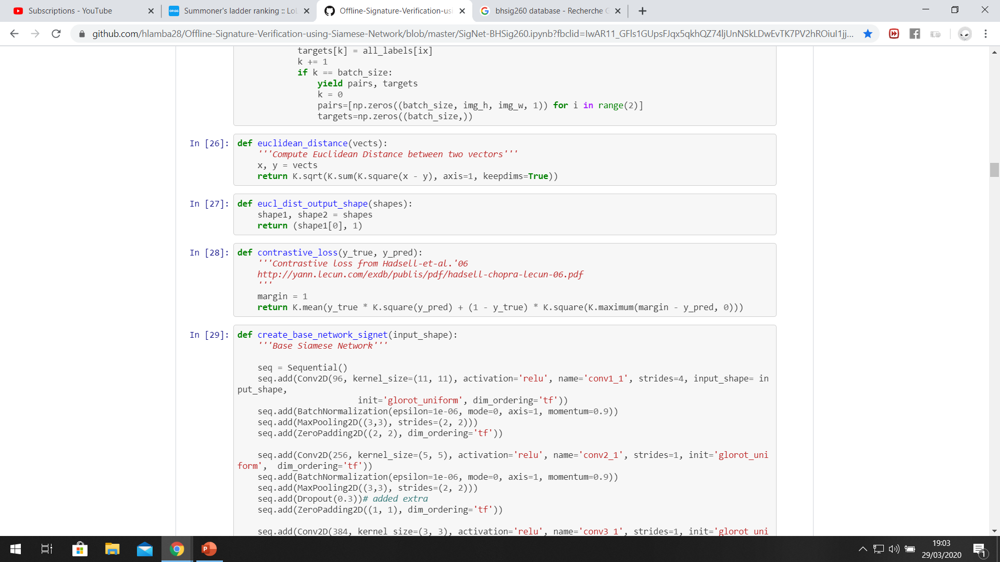 Subscriptions - YouTube
Summoner's ladder ranking :: LoL
Offline-Signature-Verification-usi
bhsig260 database - Recherche G
github.com/hlamba28/Offline-Signature-Verification-using-Siamese-Network/blob/master/SigNet-BHSig260.ipynb?fbclid=IwAR11_GFls1GUpsFJqx5qkhQZ74ljUnNSkLDwEvTK7PV2hROiuI1jj...
targets[k] = all_labels[ix]
k += 1
if k == batch_size:
yield pairs, targets
k = 0
pairs=[np.zeros((batch_size, img_h, img_w, 1)) for i in range(2)]
targets=np.zeros((batch_size,))
In [26]:
def euclidean_distance(vects):
'''Compute Euclidean Distance between two vectors'''
x, y = vects
return K.sqrt(K.sum(K.square(x - y), axis=1, keepdims=True))
In [27]:
def eucl_dist_output_shape(shapes):
shape1, shape2 = shapes
return (shape1[0], 1)
In [28]:
def contrastive_loss(y_true, y_pred):
'''Contrastive loss from Hadsell-et-al.'06
http://yann.lecun.com/exdb/publis/pdf/hadsell-chopra-lecun-06.pdf
'''
margin = 1
return K.mean(y_true * K.square(y_pred) + (1 - y_true) * K.square(K.maximum(margin - y_pred, 0)))
In [29]:
def create_base_network_signet(input_shape):
'''Base Siamese Network'''
seq = Sequential()
seq.add(Conv2D(96, kernel_size=(11, 11), activation='relu', name='conv1_1', strides=4, input_shape= in
put_shape,
init='glorot_uniform', dim_ordering='tf'))
seq.add(BatchNormalization(epsilon=1e-06, mode=0, axis=1, momentum=0.9))
seq.add(MaxPooling2D((3,3), strides=(2, 2)))
seq.add(ZeroPadding2D((2, 2), dim_ordering='tf'))
seq.add(Conv2D(256, kernel_size=(5, 5), activation='relu', name='conv2_1', strides=1, init='glorot_uni
form',  dim_ordering='tf'))
seq.add(BatchNormalization(epsilon=1e-06, mode=0, axis=1, momentum=0.9))
seq.add(MaxPooling2D((3,3), strides=(2, 2)))
seq.add(Dropout(0.3))# added extra
seq.add(ZeroPadding2D((1, 1), dim_ordering='tf'))
seq.add(Conv2D(384, kernel_size=(3, 3), activation='relu', name='conv3_1', strides=1, init='glorot_uni
19:03
29/03/2020
1